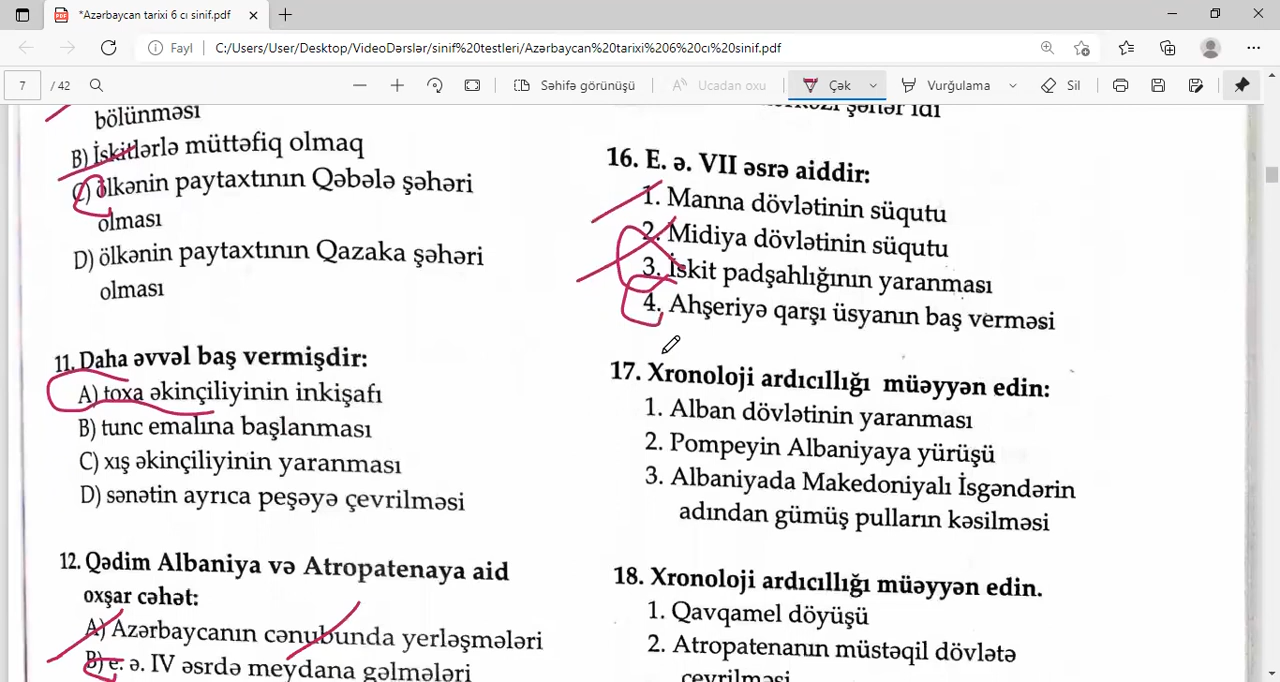 *Azərbaycan tarixi 6 cı sinif.pdf
Fayl
C:/Users/User/Desktop/VideoDərslər/sinif%20testleri/Azərbaycan%20tarixi%206%20cı%20sinif.pdf
7 / 42
Səhifə görünüşü
Ucadan oxu
Çək
Vurğulama
Sil
bölünməsi
B) İskitlərlə müttəfiq olmaq
C) ölkənin paytaxtının Qəbələ şəhəri
olması
D) ölkənin paytaxtının Qazaka şəhəri
olması
11. Daha əvvəl baş vermişdir:
A) toxa əkinçiliyinin inkişafı
B) tunc emalına başlanması
C) xış əkinçiliyinin yaranması
D) sənətin ayrıca peşəyə çevrilməsi
12. Qədim Albaniya və Atropatenaya aid
oxşar cəhət:
A) Azərbaycanın cənubunda yerləşmələri
B) e. ə. IV əsrdə meydana gəlmələri
şəhər idi
16. E. ə. VII əsrə aiddir:
1. Manna dövlətinin süqutu
2. Midiya dövlətinin süqutu
3. İskit padşahlığının yaranması
4. Ahşeriyə qarşı üsyanın baş verməsi
17. Xronoloji ardıcıllığı müəyyən edin:
1. Alban dövlətinin yaranması
2. Pompeyin Albaniyaya yürüşü
3. Albaniyada Makedoniyalı İsgəndərin
adından gümüş pulların kəsilməsi
18. Xronoloji ardıcıllığı müəyyən edin.
1. Qavqamel döyüşü
2. Atropatenanın müstəqil dövlətə
çevrilməsi